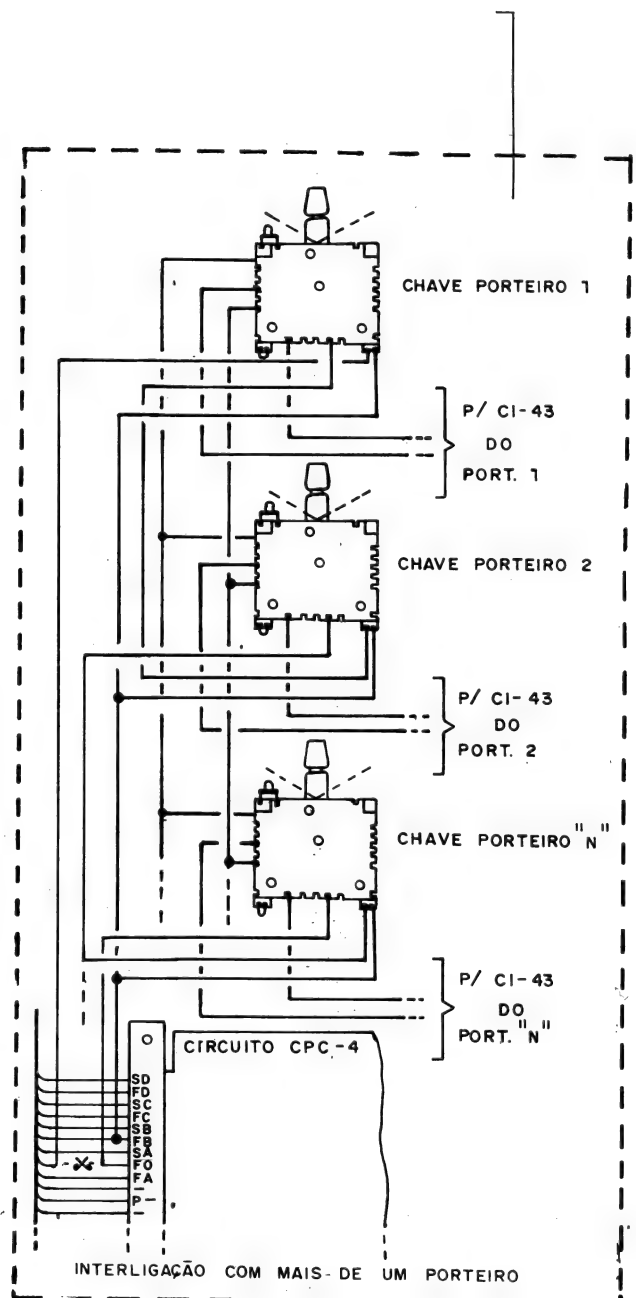 CHAVE PORTEIRO 1
P/ CI-43
DO
PORT. 1
CHAVE PORTEIRO 2
P/ CI-43
DO
PORT. 2
CHAVE PORTEIRO "N"
P/ CI-43
DO
PORT. "N"
CIRCUITO CPC-4
SD
FD
SC
FC
SB
FB
SA
FO
FA
–
P–
–
INTERLIGAÇÃO COM MAIS DE UM PORTEIRO